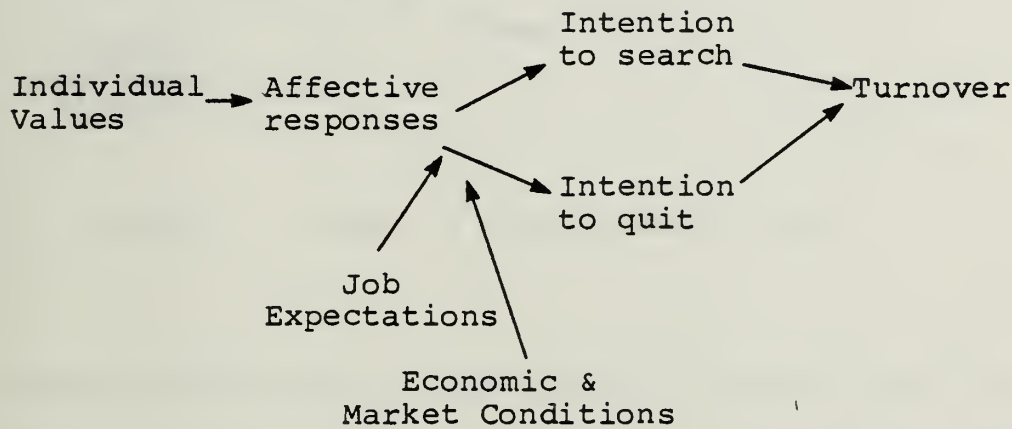 Individual
Values
Affective
responses
Intention
to search
Intention
to quit
Turnover
Job
Expectations
Economic &
Market Conditions